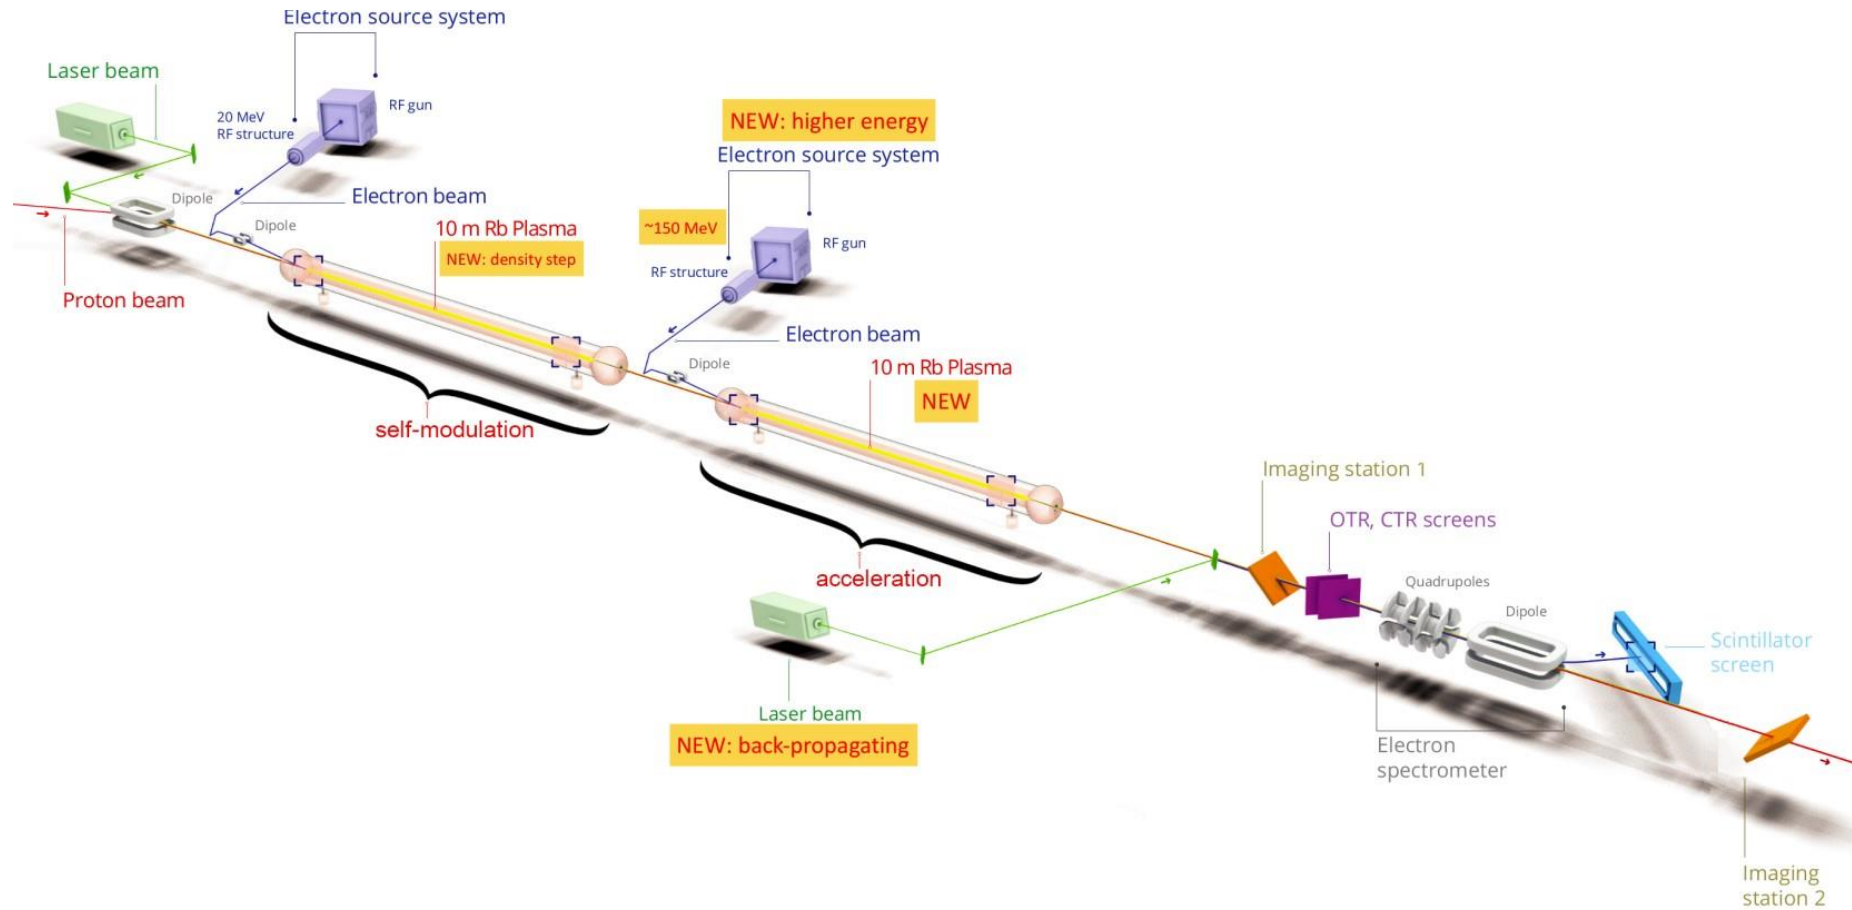 Electron source system
Laser beam
20 MeV
RF structure
RF gun
NEW: higher energy
Electron source system
Dipole
Electron beam
Dipole
10 m Rb Plasma
NEW: density step
~150 MeV
RF gun
RF structure
Proton beam
Electron beam
Dipole
10 m Rb Plasma
NEW
self-modulation
Imaging station 1
OTR, CTR screens
acceleration
Quadrupoles
Dipole
Scintillator
screen
Laser beam
NEW: back-propagating
Electron
spectrometer
Imaging
station 2